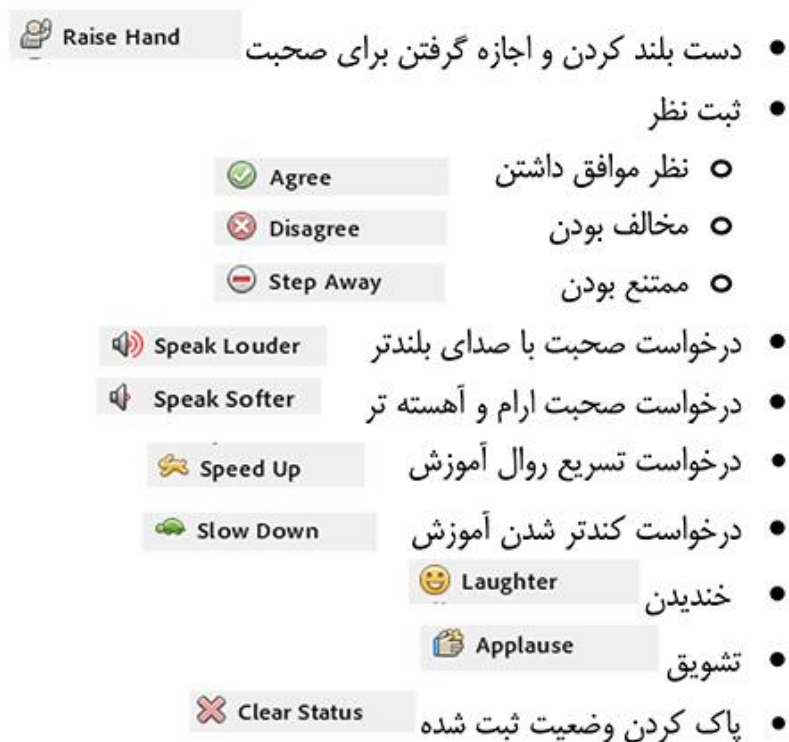 • دست بلند کردن و اجازه گرفتن برای صحبت Raise Hand
• ثبت نظر
o نظر موافق داشتن Agree
o مخالف بودن Disagree
o ممتنع بودن Step Away
• درخواست صحبت با صدای بلندتر Speak Louder
• درخواست صحبت ارام و آهسته تر Speak Softer
• درخواست تسریع روال آموزش Speed Up
• درخواست کندتر شدن آموزش Slow Down
• خندیدن Laughter
• تشویق Applause
• پاک کردن وضعیت ثبت شده Clear Status